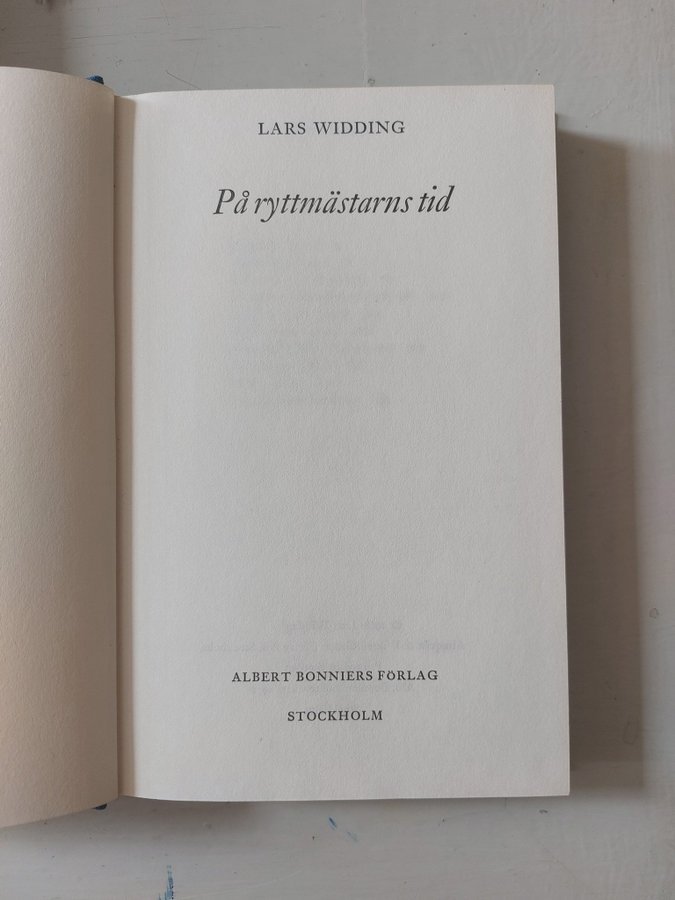 LARS WIDDING
På ryttmästarns tid
ALBERT BONNIERS FÖRLAG
STOCKHOLM